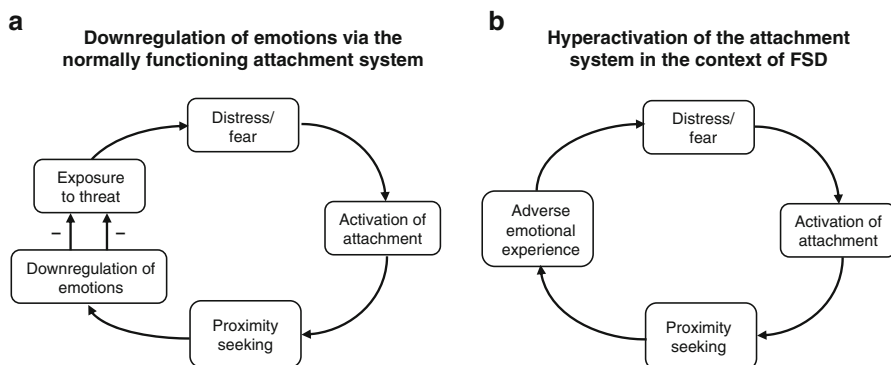 a
Downregulation of emotions via the
normally functioning attachment system
Distress/
fear
Exposure
to threat
Activation of
attachment
– –
Downregulation of
emotions
Proximity
seeking
b
Hyperactivation of the attachment
system in the context of FSD
Distress/
fear
Adverse
emotional
experience
Activation of
attachment
Proximity
seeking